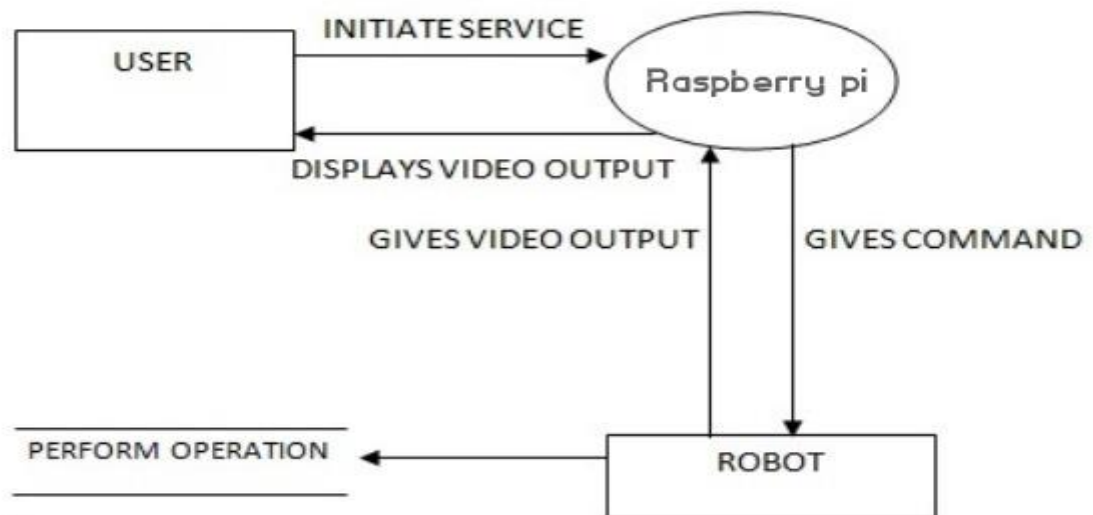 INITIATE SERVICE
USER
Raspberry pi
DISPLAYS VIDEO OUTPUT
GIVES VIDEO OUTPUT
GIVES COMMAND
PERFORM OPERATION
ROBOT